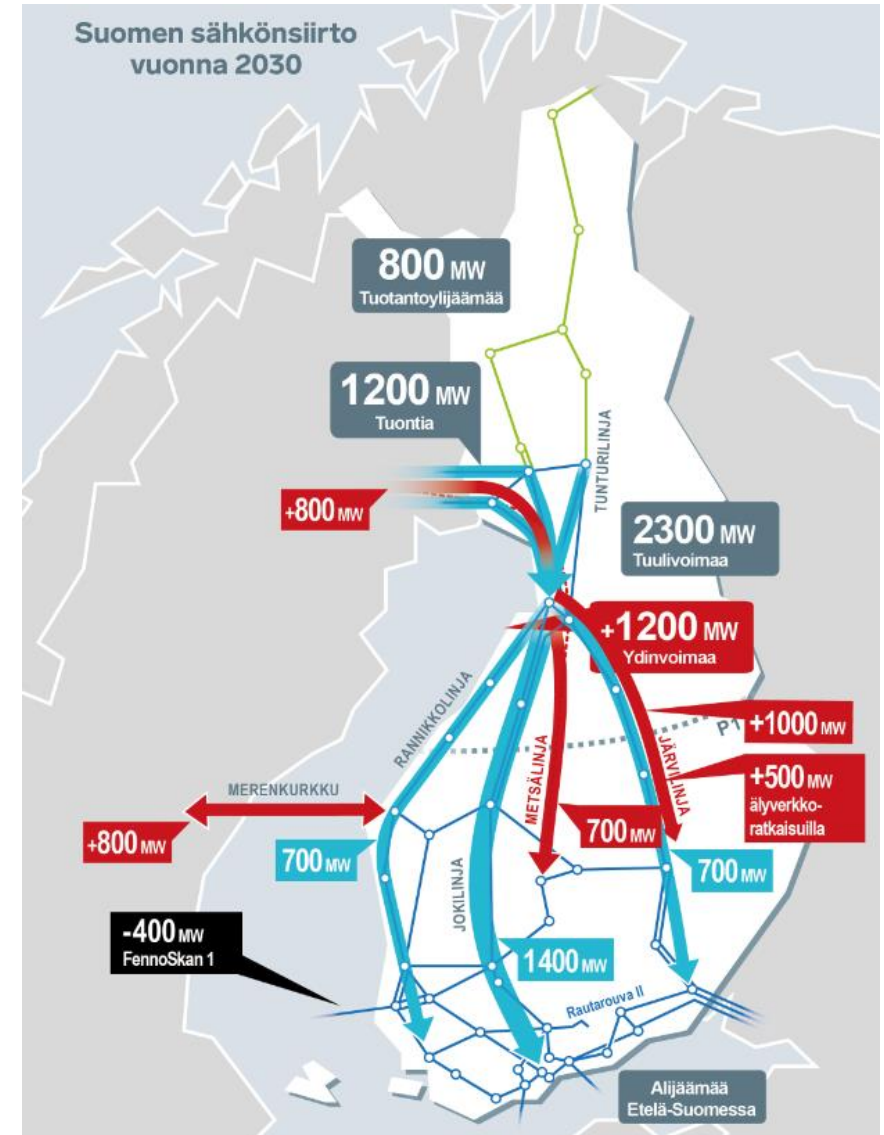 Suomen sähkönsiirto
vuonna 2030
800 MW
Tuotantoylijäämää
1200 MW
Tuontia
TUNTURILINJA
+800 MW
2300 MW
Tuulivoimaa
+1200 MW
Ydinvoimaa
RANNIKKOLINJA
P1
+1000 MW
METSÄLINJA
JÄRVILINJA
+500 MW
älyverkko-
ratkaisuilla
MERENKURKKU
+800 MW
700 MW
700 MW
700 MW
JOKILINJA
-400 MW
FennoSkan 1
1400 MW
Rautarouva II
Alijäämää
Etelä-Suomessa